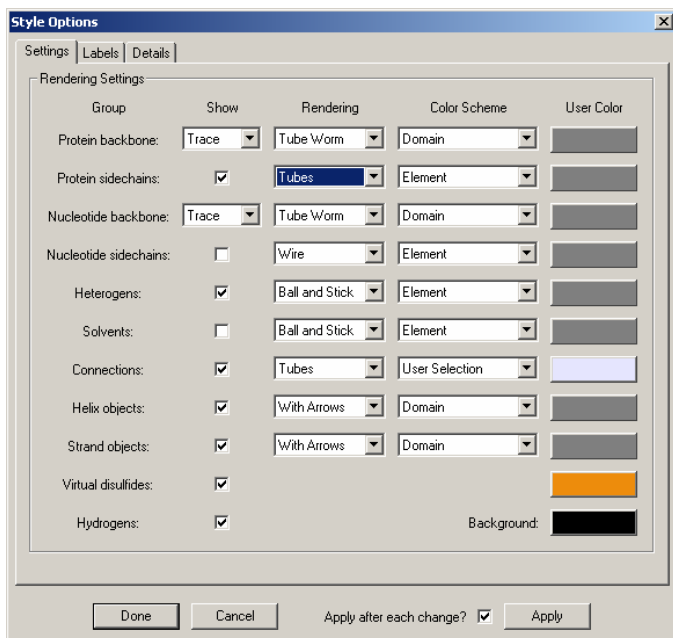 Style Options
Settings Labels Details
Rendering Settings
Group Show Rendering Color Scheme User Color
Protein backbone: Trace Tube Worm Domain
Protein sidechains: Tubes Element
Nucleotide backbone: Trace Tube Worm Domain
Nucleotide sidechains: Wire Element
Heterogens: Ball and Stick Element
Solvents: Ball and Stick Element
Connections: Tubes User Selection
Helix objects: With Arrows Domain
Strand objects: With Arrows Domain
Virtual disulfides:
Hydrogens: Background:
Done Cancel Apply after each change? Apply